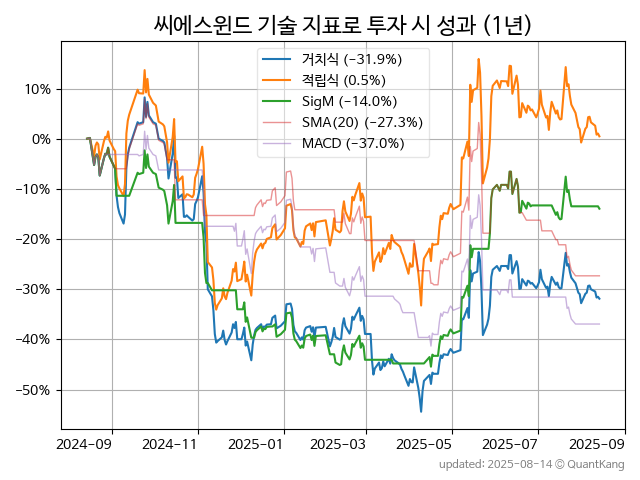 씨에스윈드 기술 지표로 투자 시 성과 (1년)
거치식 (−31.9%)
적립식 (0.5%)
SigM (−14.0%)
SMA(20) (−27.3%)
MACD (−37.0%)
10%
0%
−10%
−20%
−30%
−40%
−50%
2024-09
2024-11
2025-01
2025-03
2025-05
2025-07
2025-09
updated: 2025-08-14 © QuantKang